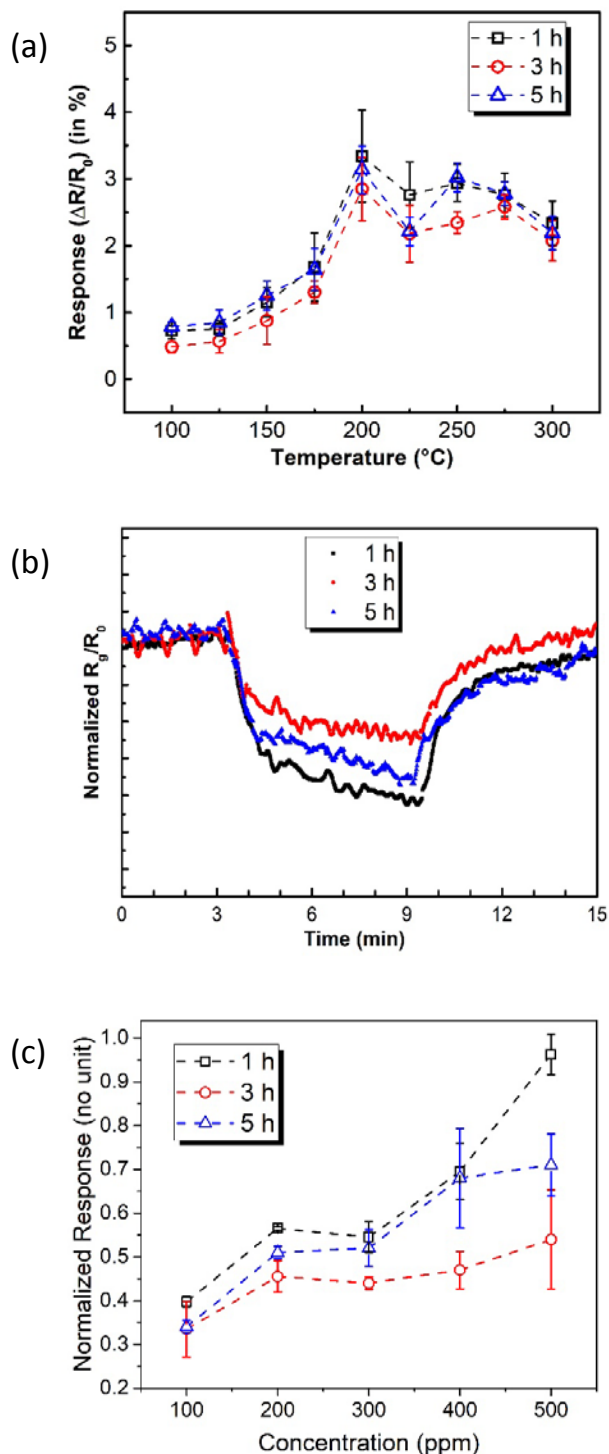 (a)
5
4
3
2
1
0
Response (ΔR/R₀) (in %)
1 h
3 h
5 h
100 150 200 250 300
Temperature (°C)
(b)
Normalized Rg/R₀
1 h
3 h
5 h
0 3 6 9 12 15
Time (min)
(c)
1.0
0.9
0.8
0.7
0.6
0.5
0.4
0.3
0.2
Normalized Response (no unit)
1 h
3 h
5 h
100 200 300 400 500
Concentration (ppm)